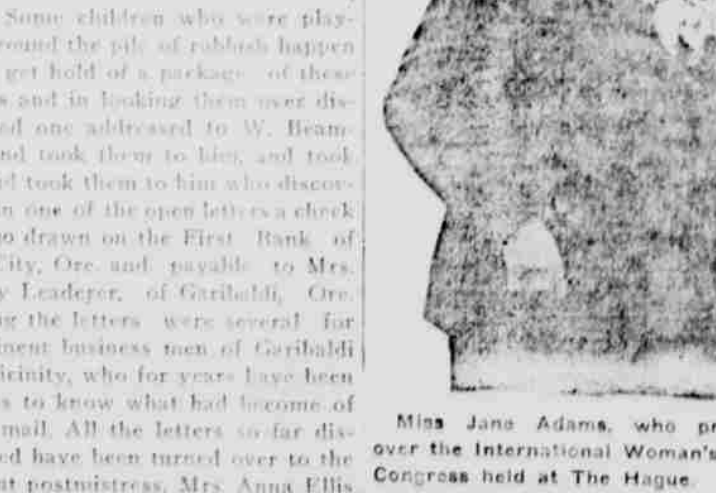 Some children who were play-
round the pile of rubbish happen
get hold of a package of these
s and in looking them over dis-
ed one addressed to W. Beam-
nd took them to him, and took
d took them to him who discov-
n one of the open letters a check
o drawn on the First Bank of
City, Ore. and payable to Mrs.
y Leaderer, of Garibaldi, Ore.
ng the letters were several for
inent business men of Garibaldi
icinity, who for years have been
s to know what had become of
mail. All the letters so far dis-
ed have been turned over to the
nt postmistress, Mrs. Anna Ellis
Miss Jane Adams, who pr
over the International Woman's
Congress held at The Hague.